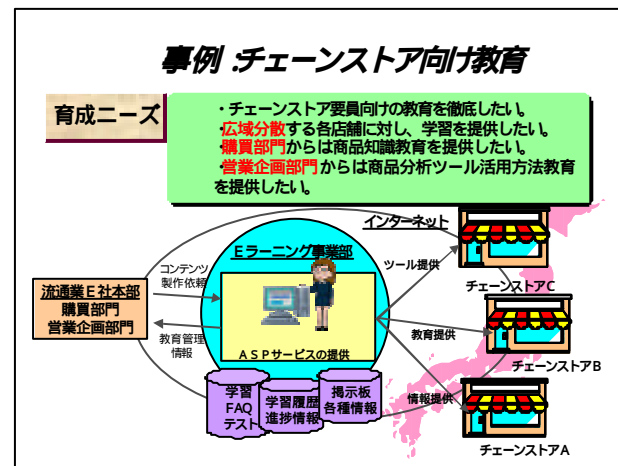 事例:チェーンストア向け教育
育成ニーズ
・チェーンストア要員向けの教育を徹底したい。
・広域分散する各店舗に対し、学習を提供したい。
・購買部門からは商品知識教育を提供したい。
・営業企画部門からは商品分析ツール活用方法教育
を提供したい。
インターネット
Eラーニング事業部
コンテンツ
製作依頼
ツール提供
チェーンストアC
流通業E社本部
購買部門
営業企画部門
教育管理
情報
ASPサービスの提供
教育提供
チェーンストアB
学習
FAQ
テスト
学習履歴
進捗情報
掲示板
各種情報
情報提供
チェーンストアA